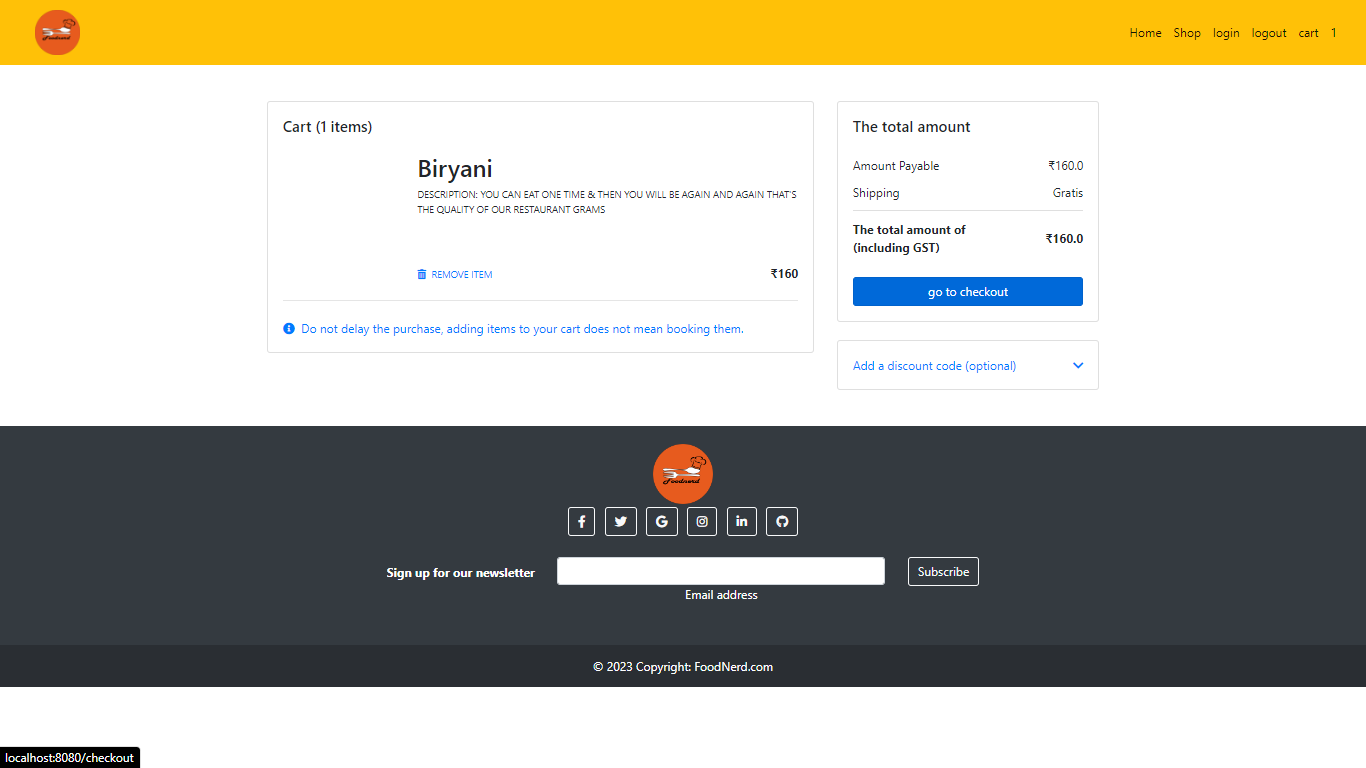 Foodnerd
Home Shop login logout cart 1
Cart (1 items)
Biryani
DESCRIPTION: YOU CAN EAT ONE TIME & THEN YOU WILL BE AGAIN AND AGAIN THAT'S
THE QUALITY OF OUR RESTAURANT GRAMS
REMOVE ITEM ₹160
Do not delay the purchase, adding items to your cart does not mean booking them.
The total amount
Amount Payable ₹160.0
Shipping Gratis
The total amount of
(including GST) ₹160.0
go to checkout
Add a discount code (optional)
Foodnerd
Sign up for our newsletter Subscribe
Email address
© 2023 Copyright: FoodNerd.com
localhost:8080/checkout